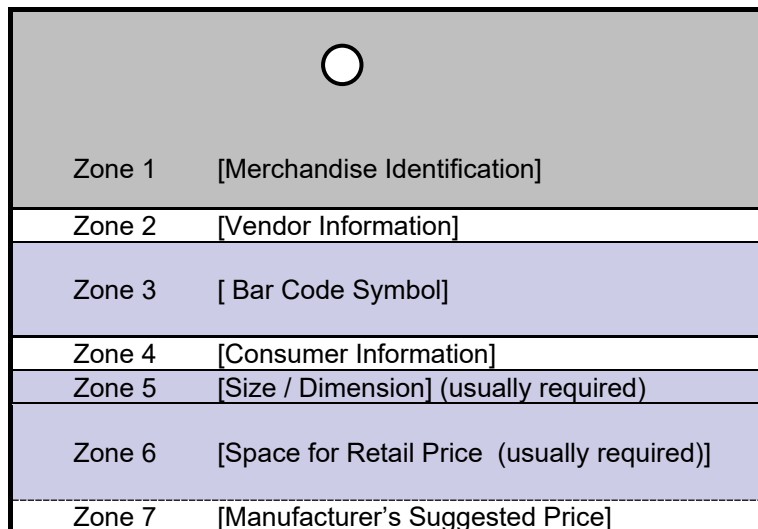 Zone 1 [Merchandise Identification]
Zone 2 [Vendor Information]
Zone 3 [ Bar Code Symbol]
Zone 4 [Consumer Information]
Zone 5 [Size / Dimension] (usually required)
Zone 6 [Space for Retail Price (usually required)]
Zone 7 [Manufacturer’s Suggested Price]